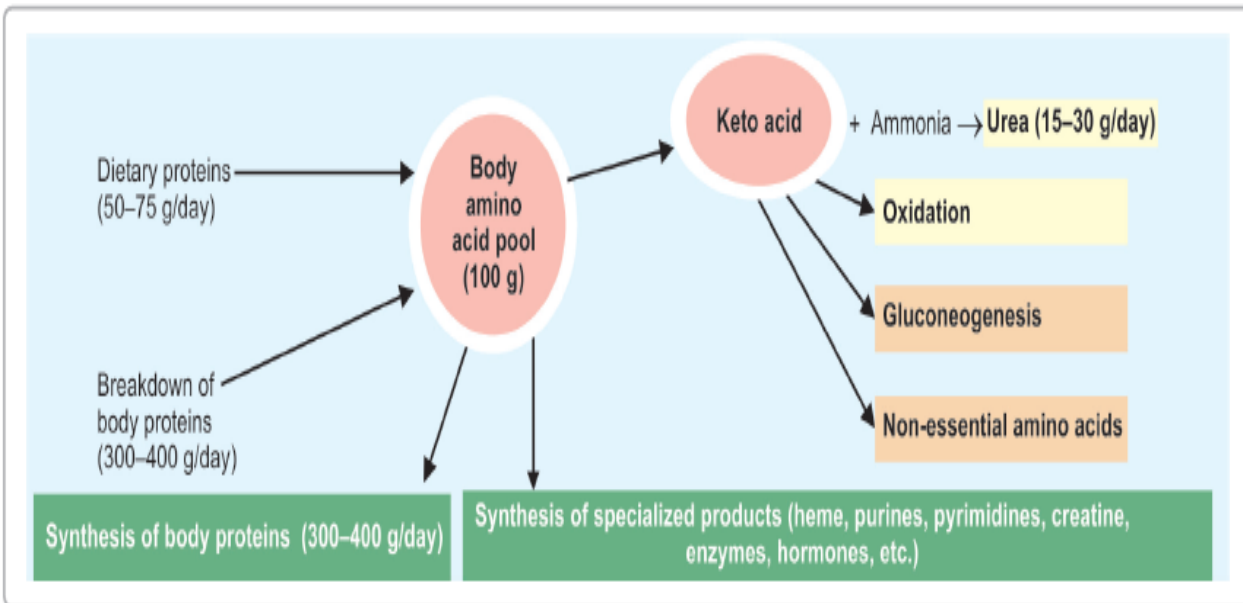 Dietary proteins
(50–75 g/day)
Breakdown of
body proteins
(300–400 g/day)
Body
amino
acid pool
(100 g)
Keto acid
+ Ammonia → Urea (15–30 g/day)
Oxidation
Gluconeogenesis
Non-essential amino acids
Synthesis of body proteins (300–400 g/day)
Synthesis of specialized products (heme, purines, pyrimidines, creatine,
enzymes, hormones, etc.)